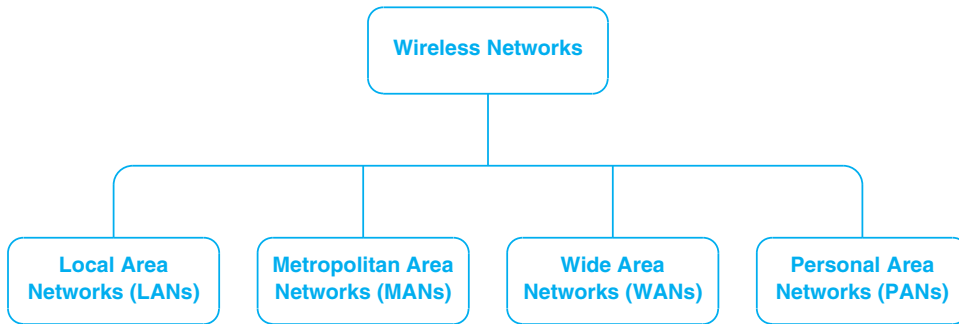 Wireless Networks
Local Area
Networks (LANs)
Metropolitan Area
Networks (MANs)
Wide Area
Networks (WANs)
Personal Area
Networks (PANs)